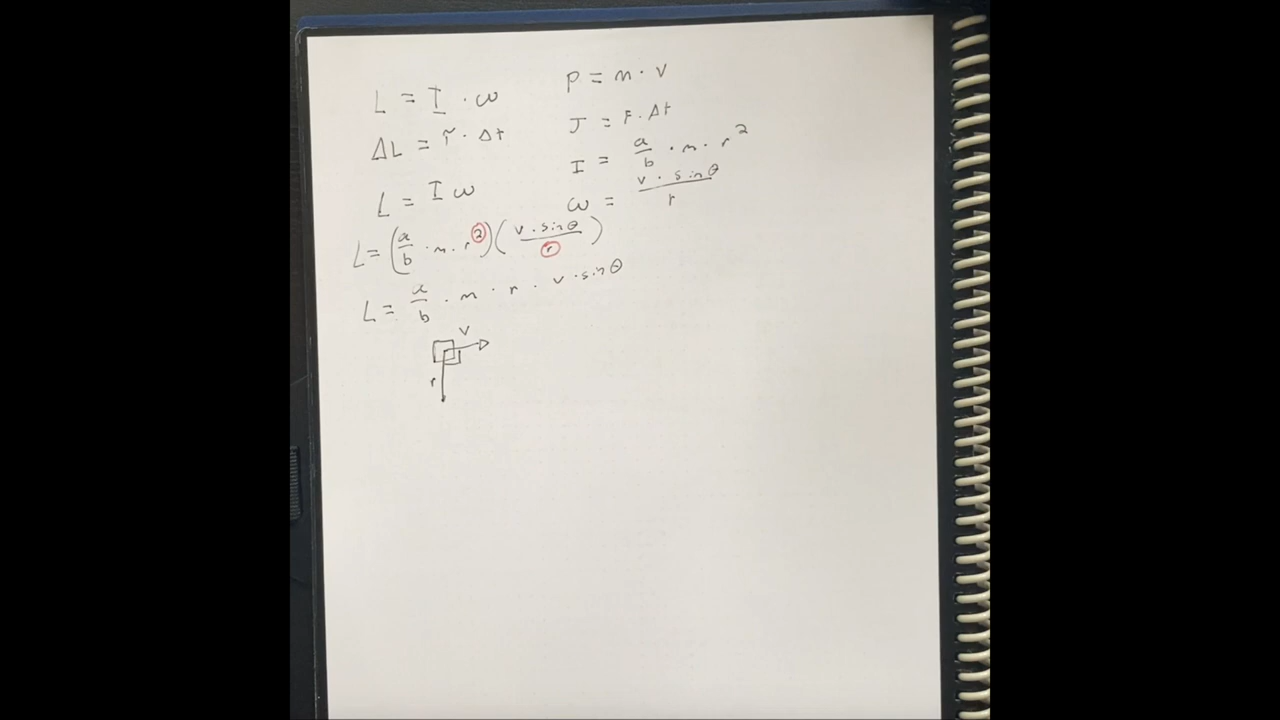 L = I · ω
P = m · v
ΔL = τ · Δt
J = F · Δt
I = a/b · m · r²
L = I ω
ω = v · sinθ / r
L = (a/b · m · r²)(v · sinθ / r)
L = a/b · m · r · v · sinθ
v
r